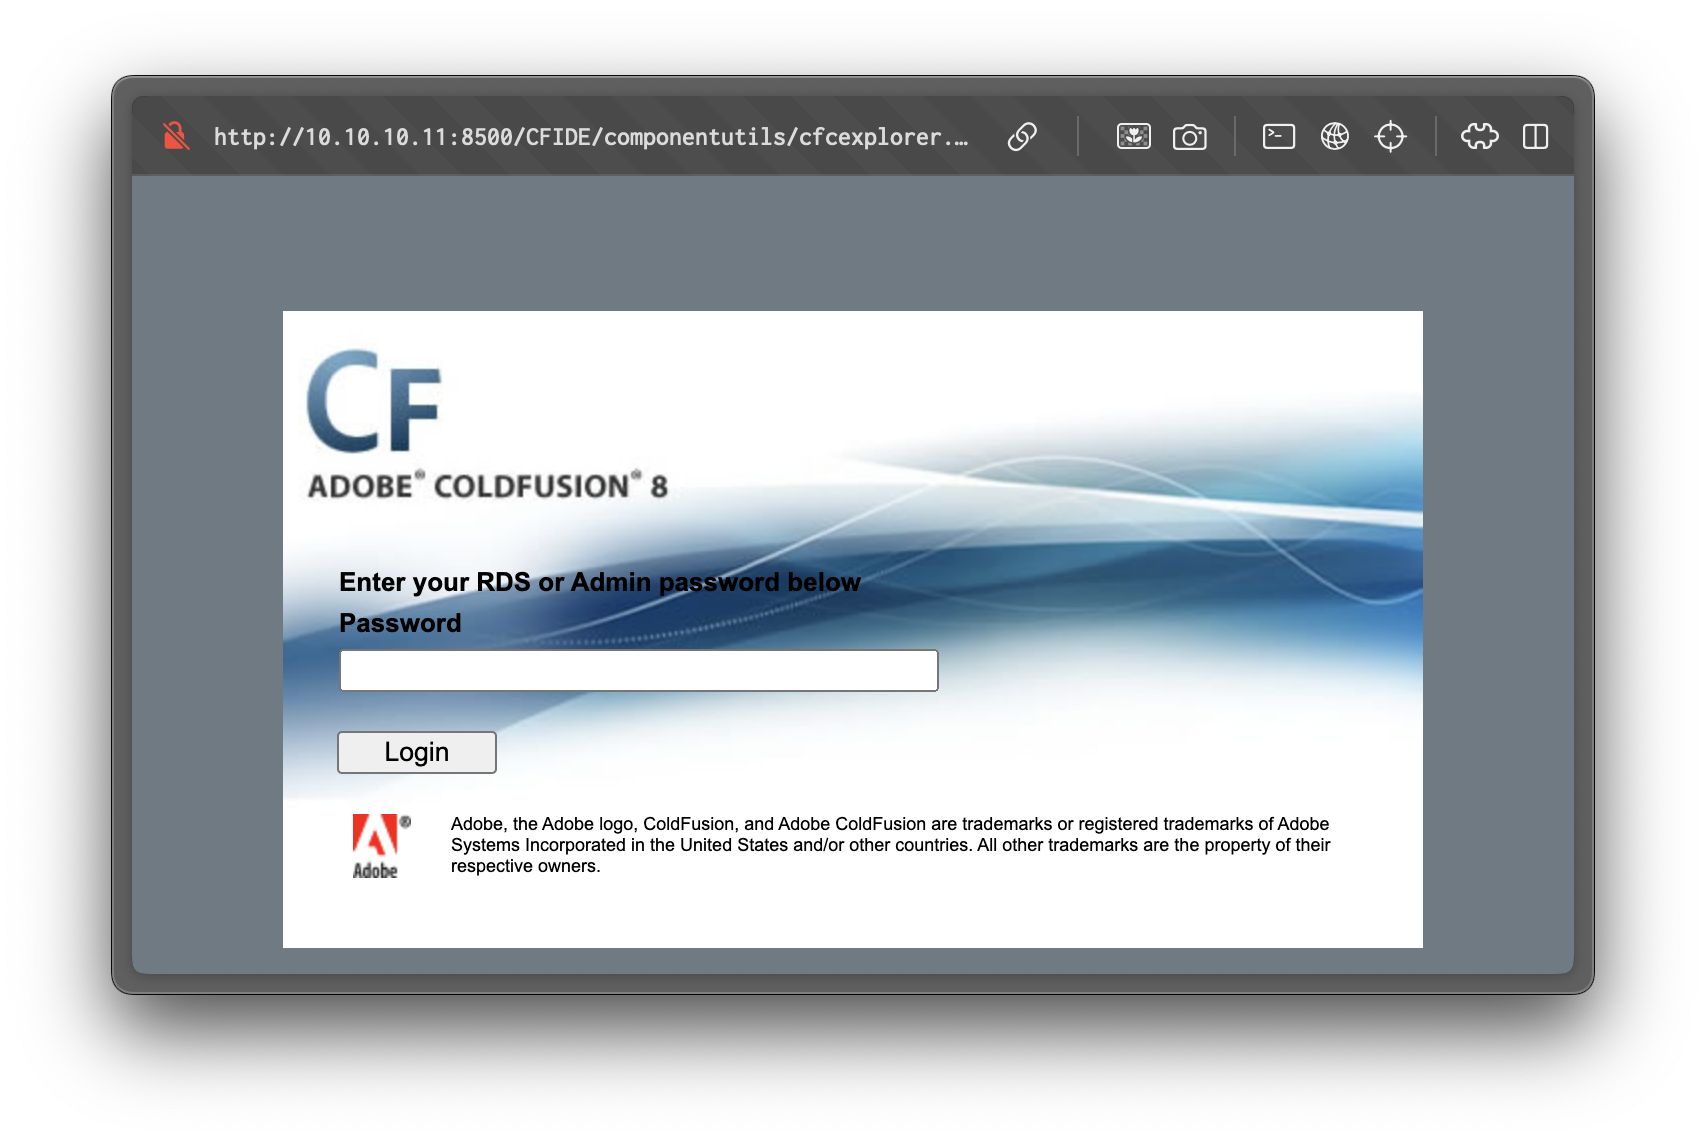 http://10.10.10.11:8500/CFIDE/componentutils/cfcexplorer.…
CF
ADOBE® COLDFUSION® 8
Enter your RDS or Admin password below
Password
Login
Adobe, the Adobe logo, ColdFusion, and Adobe ColdFusion are trademarks or registered trademarks of Adobe
Systems Incorporated in the United States and/or other countries. All other trademarks are the property of their
respective owners.
®
Adobe